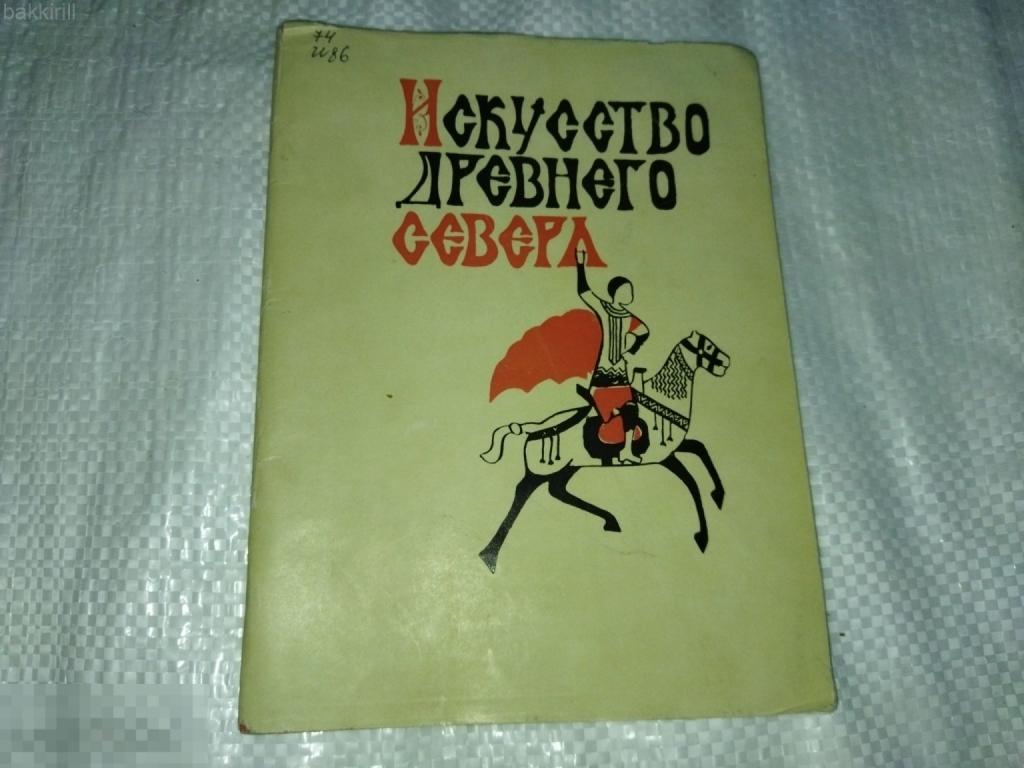 bakkirill
74
И86
Искусство
древнего
севера